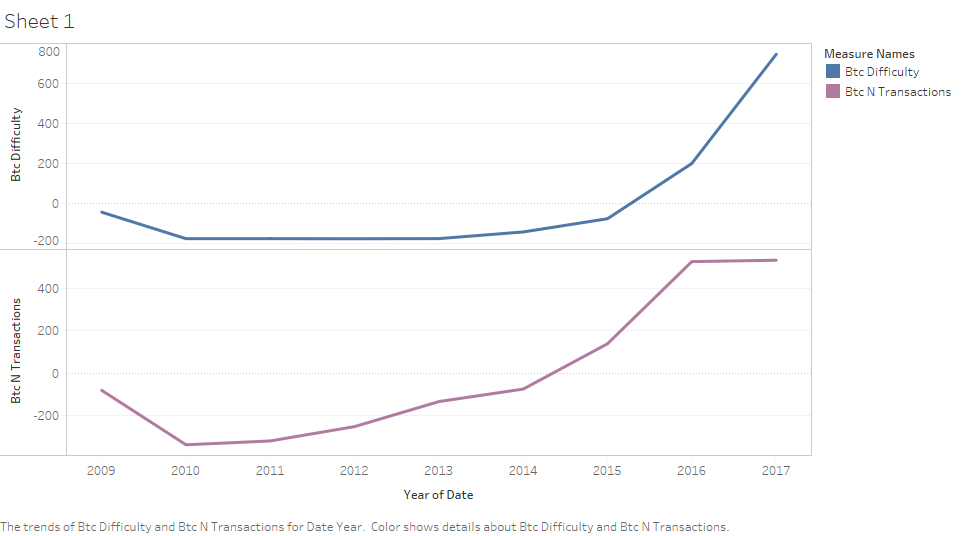 Sheet 1
Measure Names
Btc Difficulty
Btc N Transactions
Btc Difficulty
800
600
400
200
0
-200
Btc N Transactions
400
200
0
-200
2009 2010 2011 2012 2013 2014 2015 2016 2017
Year of Date
The trends of Btc Difficulty and Btc N Transactions for Date Year. Color shows details about Btc Difficulty and Btc N Transactions.